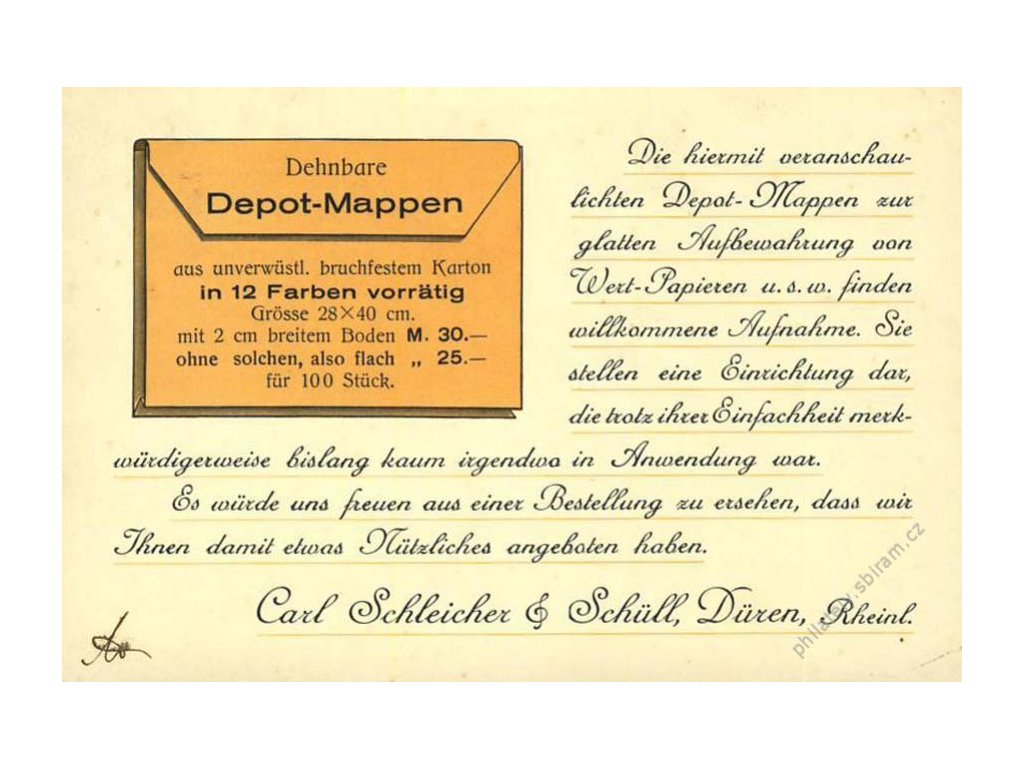 Dehnbare
Depot-Mappen
aus unverwüstl. bruchfestem Karton
in 12 Farben vorrätig
Grösse 28×40 cm.
mit 2 cm breitem Boden M. 30.—
ohne solchen, also flach „ 25.—
für 100 Stück.
Die hiermit veranschau-
lichten Depot-Mappen zur
glatten Aufbewahrung von
Wert-Papieren u. s. w. finden
willkommene Aufnahme. Sie
stellen eine Einrichtung dar,
die trotz ihrer Einfachheit merk-
würdigerweise bislang kaum irgendwo in Anwendung war.
Es würde uns freuen aus einer Bestellung zu ersehen, dass wir
Ihnen damit etwas Nützliches angeboten haben.
Carl Schleicher & Schüll, Düren, Rheinl.
philately.sbiram.cz